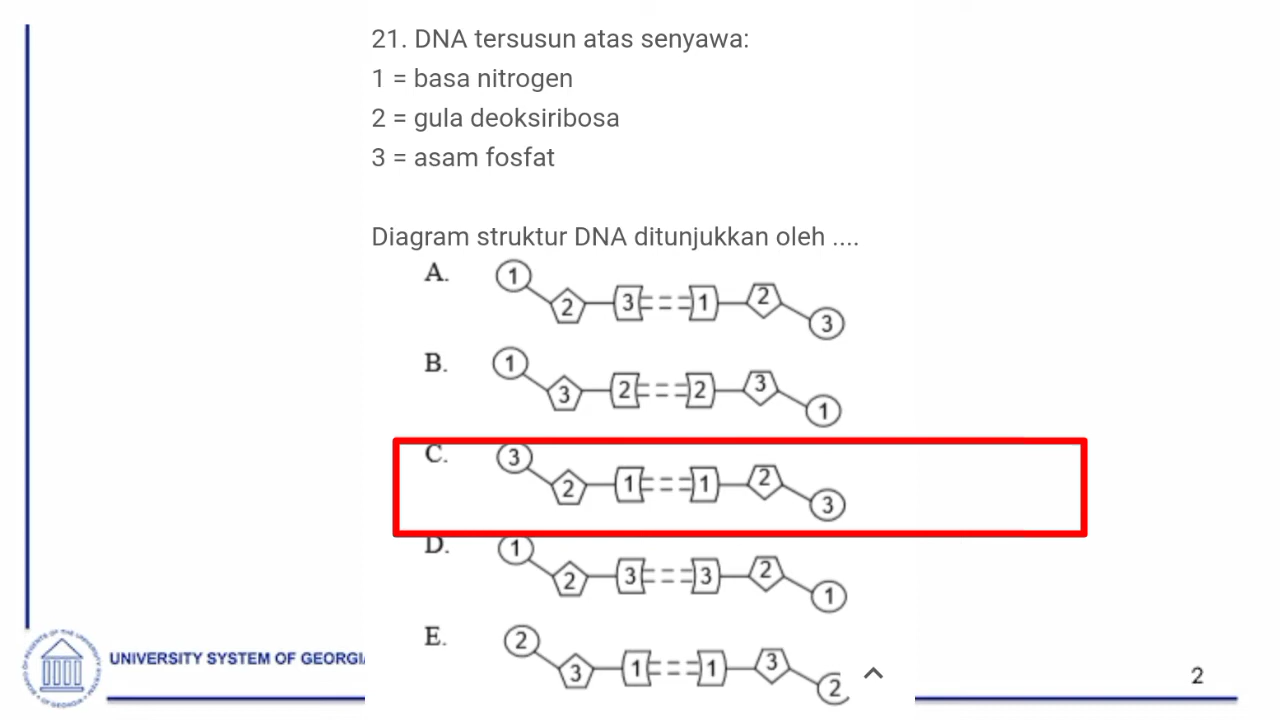 21. DNA tersusun atas senyawa:
1 = basa nitrogen
2 = gula deoksiribosa
3 = asam fosfat
Diagram struktur DNA ditunjukkan oleh ....
A. 1 2 3 1 2 3
B. 1 3 2 2 3 1
C. 3 2 1 1 2 3
D. 1 2 3 3 2 1
E. 2 3 1 1 3 2
UNIVERSITY SYSTEM OF GEORGI
2